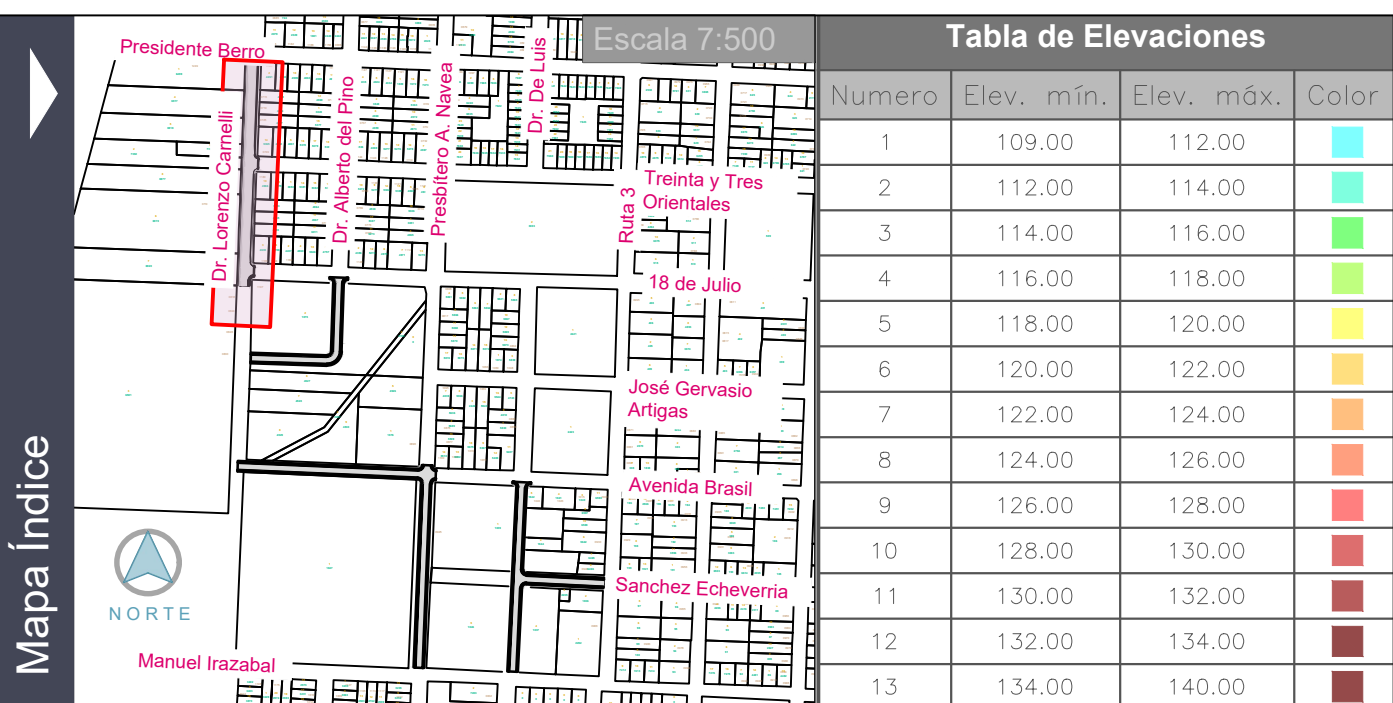 Mapa Índice
Presidente Berro
Dr. Lorenzo Carnelli
Dr. Alberto del Pino
Presbítero A. Navea
Dr. De Luis
Escala 7:500
Ruta 3
Treinta y Tres
Orientales
18 de Julio
José Gervasio
Artigas
Avenida Brasil
Sanchez Echeverria
Manuel Irazabal
NORTE
Tabla de Elevaciones
Numero Elev. mín. Elev. máx. Color
1 109.00 112.00
2 112.00 114.00
3 114.00 116.00
4 116.00 118.00
5 118.00 120.00
6 120.00 122.00
7 122.00 124.00
8 124.00 126.00
9 126.00 128.00
10 128.00 130.00
11 130.00 132.00
12 132.00 134.00
13 134.00 140.00